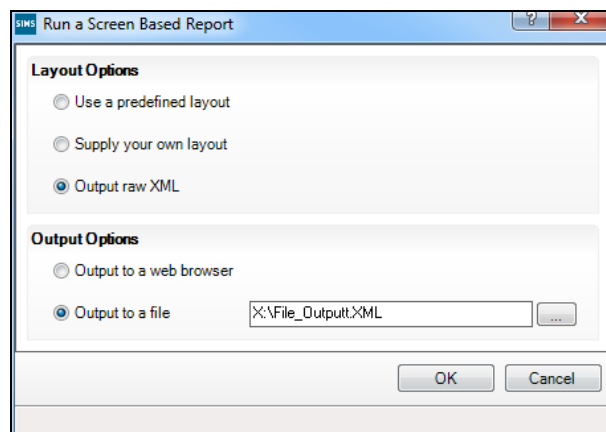 SIMS Run a Screen Based Report ? X
Layout Options
Use a predefined layout
Supply your own layout
Output raw XML
Output Options
Output to a web browser
Output to a file X:\File_Outputt.XML ...
OK Cancel